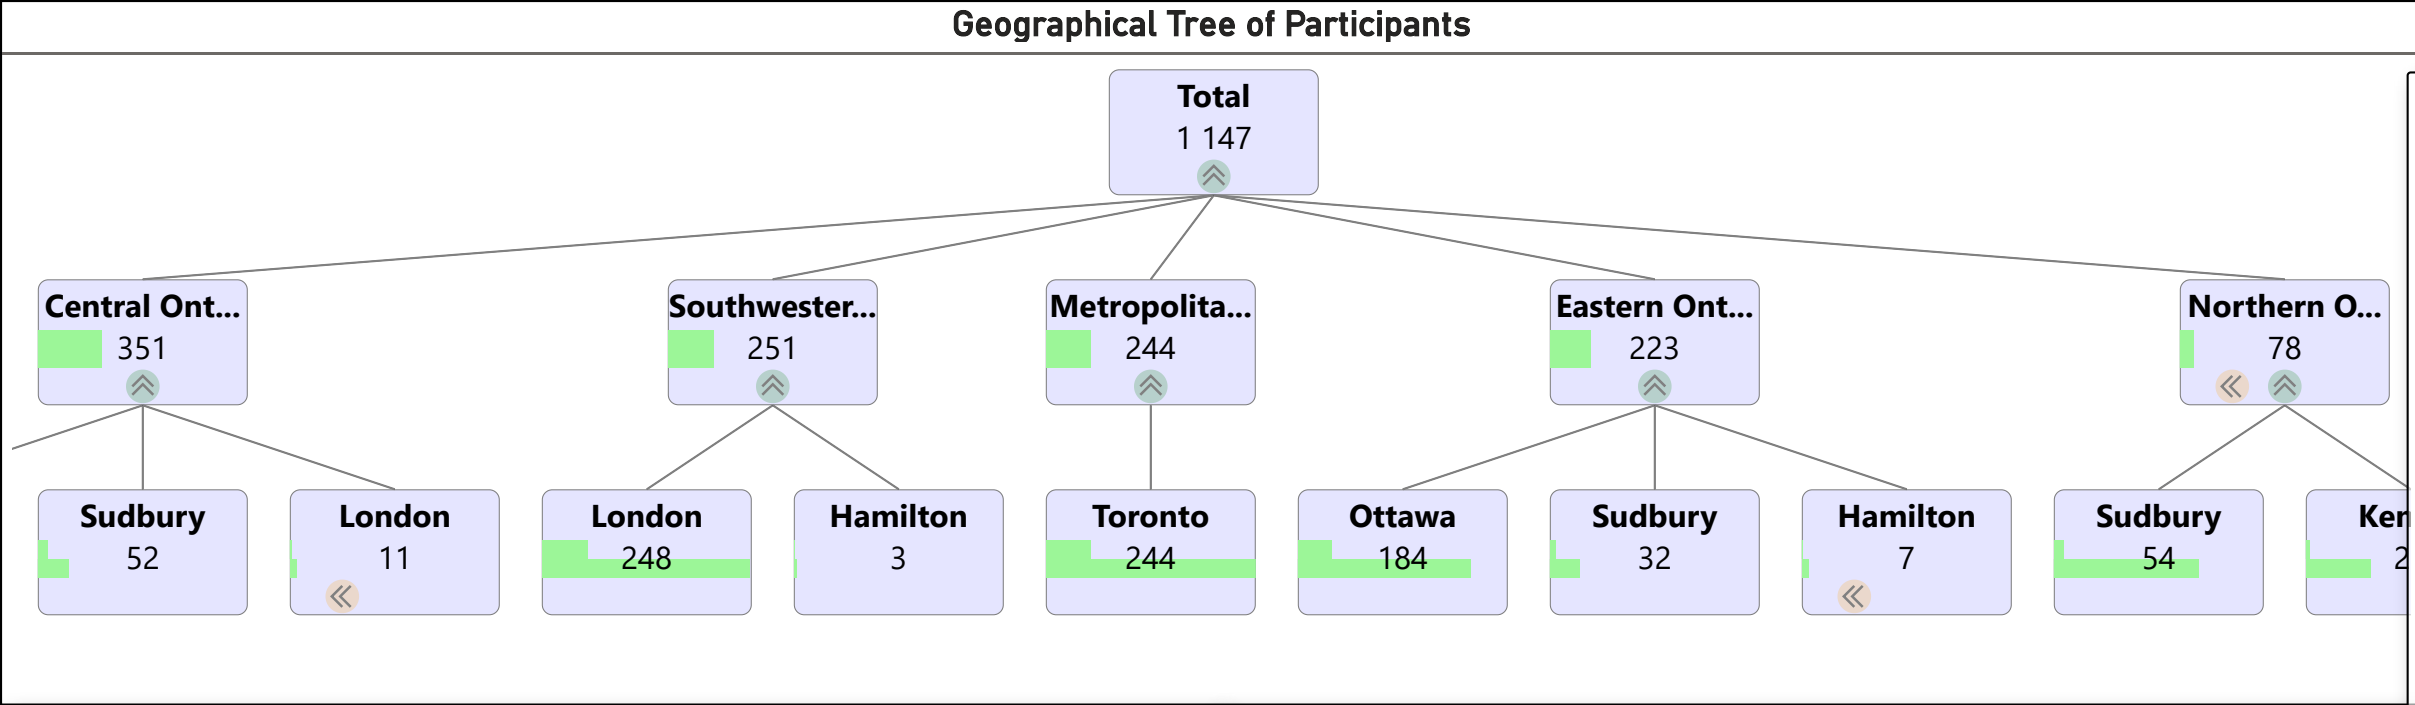 Geographical Tree of Participants
Total
1 147
Central Ont...
351
Southwester...
251
Metropolita...
244
Eastern Ont...
223
Northern O...
78
Sudbury
52
London
11
London
248
Hamilton
3
Toronto
244
Ottawa
184
Sudbury
32
Hamilton
7
Sudbury
54